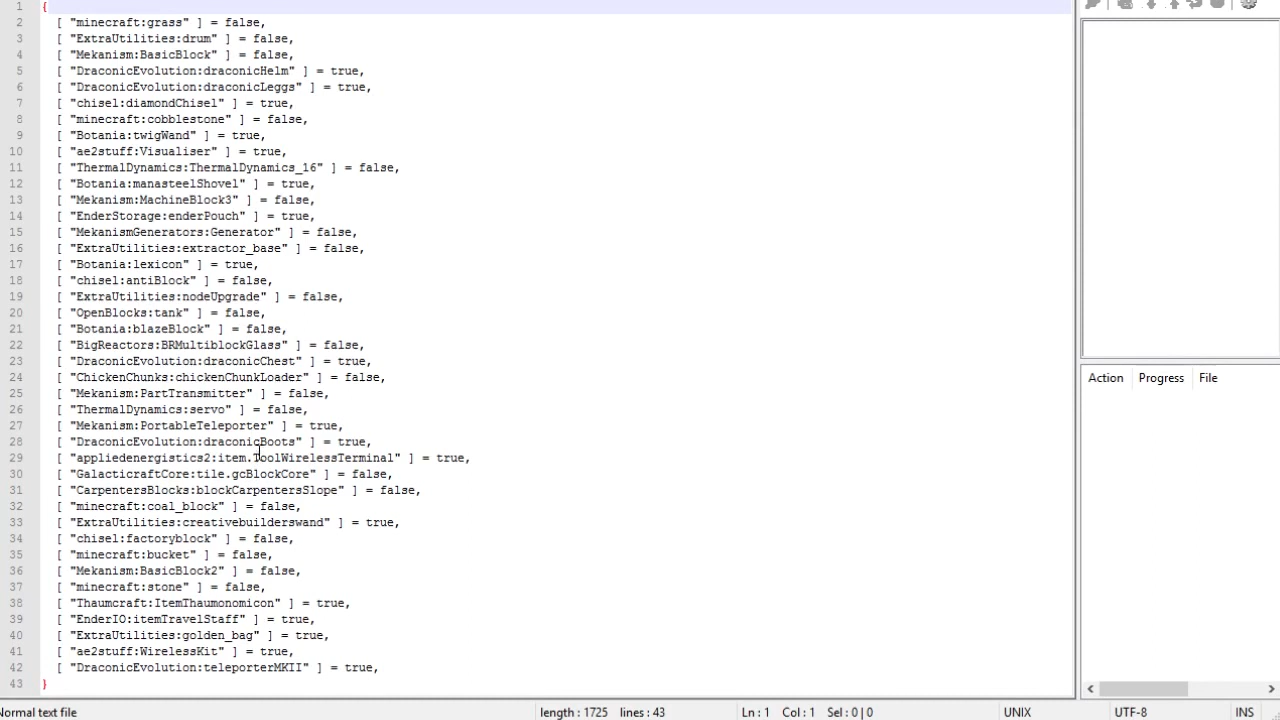 1 {
2 [ "minecraft:grass" ] = false,
3 [ "ExtraUtilities:drum" ] = false,
4 [ "Mekanism:BasicBlock" ] = false,
5 [ "DraconicEvolution:draconicHelm" ] = true,
6 [ "DraconicEvolution:draconicLeggs" ] = true,
7 [ "chisel:diamondChisel" ] = true,
8 [ "minecraft:cobblestone" ] = false,
9 [ "Botania:twigWand" ] = true,
10 [ "ae2stuff:Visualiser" ] = true,
11 [ "ThermalDynamics:ThermalDynamics_16" ] = false,
12 [ "Botania:manasteelShovel" ] = true,
13 [ "Mekanism:MachineBlock3" ] = false,
14 [ "EnderStorage:enderPouch" ] = true,
15 [ "MekanismGenerators:Generator" ] = false,
16 [ "ExtraUtilities:extractor_base" ] = false,
17 [ "Botania:lexicon" ] = true,
18 [ "chisel:antiBlock" ] = false,
19 [ "ExtraUtilities:nodeUpgrade" ] = false,
20 [ "OpenBlocks:tank" ] = false,
21 [ "Botania:blazeBlock" ] = false,
22 [ "BigReactors:BRMultiblockGlass" ] = false,
23 [ "DraconicEvolution:draconicChest" ] = true,
24 [ "ChickenChunks:chickenChunkLoader" ] = false,
25 [ "Mekanism:PartTransmitter" ] = false,
26 [ "ThermalDynamics:servo" ] = false,
27 [ "Mekanism:PortableTeleporter" ] = true,
28 [ "DraconicEvolution:draconicBoots" ] = true,
29 [ "appliedenergistics2:item.ToolWirelessTerminal" ] = true,
30 [ "GalacticraftCore:tile.gcBlockCore" ] = false,
31 [ "CarpentersBlocks:blockCarpentersSlope" ] = false,
32 [ "minecraft:coal_block" ] = false,
33 [ "ExtraUtilities:creativebuilderswand" ] = true,
34 [ "chisel:factoryblock" ] = false,
35 [ "minecraft:bucket" ] = false,
36 [ "Mekanism:BasicBlock2" ] = false,
37 [ "minecraft:stone" ] = false,
38 [ "Thaumcraft:ItemThaumonomicon" ] = true,
39 [ "EnderIO:itemTravelStaff" ] = true,
40 [ "ExtraUtilities:golden_bag" ] = true,
41 [ "ae2stuff:WirelessKit" ] = true,
42 [ "DraconicEvolution:teleporterMKII" ] = true,
43 }
Action Progress File
Normal text file length : 1725 lines : 43 Ln : 1 Col : 1 Sel : 0 | 0 UNIX UTF-8 INS